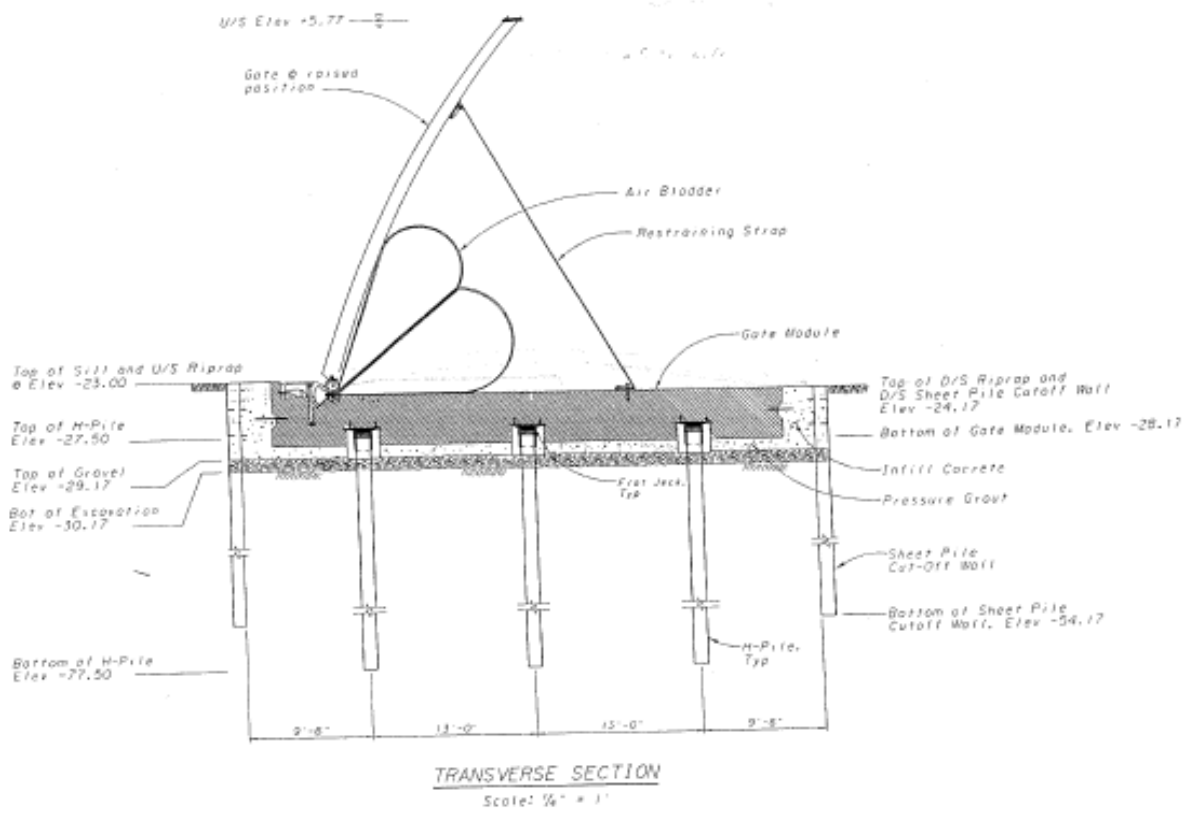 U/S Elev +5.77
Gate @ raised
position
Air Bladder
Restraining Strap
Gate Module
Top of Sill and U/S Riprap
@ Elev -23.00
Top of D/S Riprap and
D/S Sheet Pile Cutoff Wall
Elev -24.17
Top of H-Pile
Elev -27.50
Bottom of Gate Module, Elev -28.17
Top of Gravel
Elev -29.17
Infill Cocrete
Flat Jack,
Typ
Pressure Grout
Bot of Excavation
Elev -30.17
Sheet Pile
Cut-Off Wall
Bottom of Sheet Pile
Cutoff Wall, Elev -54.17
H-Pile,
Typ
Bottom of H-Pile
Elev -77.50
9'-6" 13'-0" 13'-0" 9'-6"
TRANSVERSE SECTION
Scale: = 1'